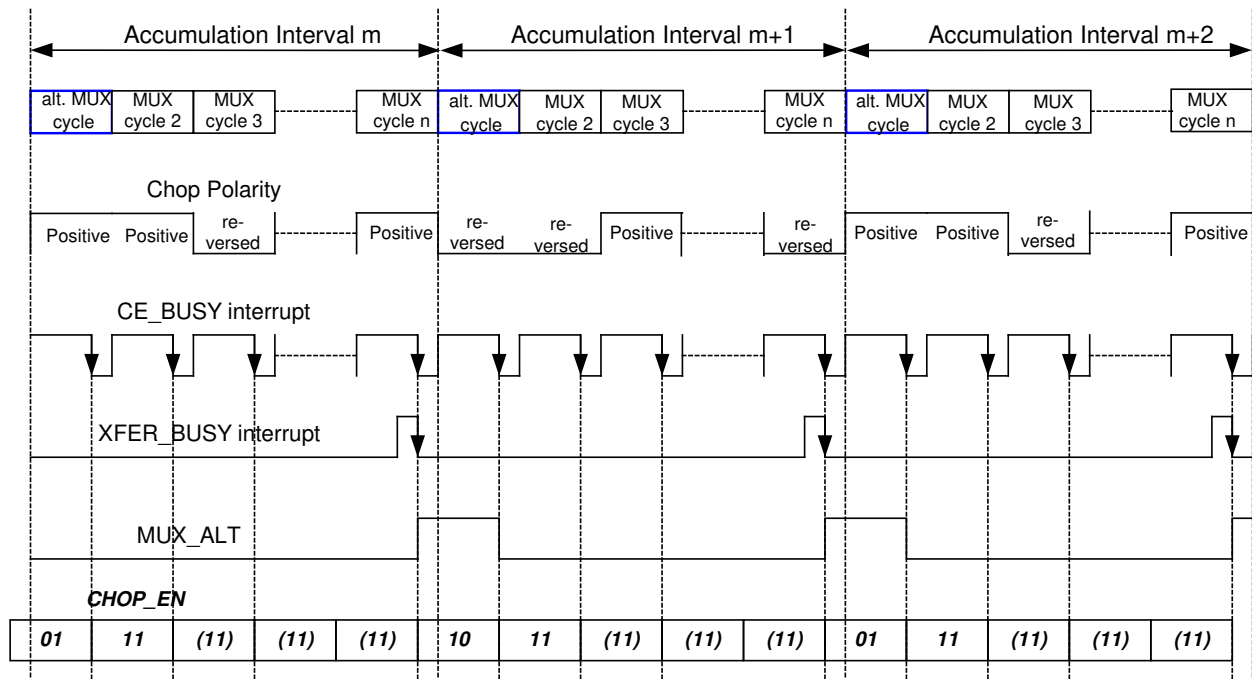 Accumulation Interval m Accumulation Interval m+1 Accumulation Interval m+2
alt. MUX cycle MUX cycle 2 MUX cycle 3 MUX cycle n alt. MUX cycle MUX cycle 2 MUX cycle 3 MUX cycle n alt. MUX cycle MUX cycle 2 MUX cycle 3 MUX cycle n
Chop Polarity
Positive Positive re-versed Positive re-versed re-versed Positive re-versed Positive Positive re-versed Positive
CE_BUSY interrupt
XFER_BUSY interrupt
MUX_ALT
CHOP_EN
01 11 (11) (11) (11) 10 11 (11) (11) (11) 01 11 (11) (11) (11)